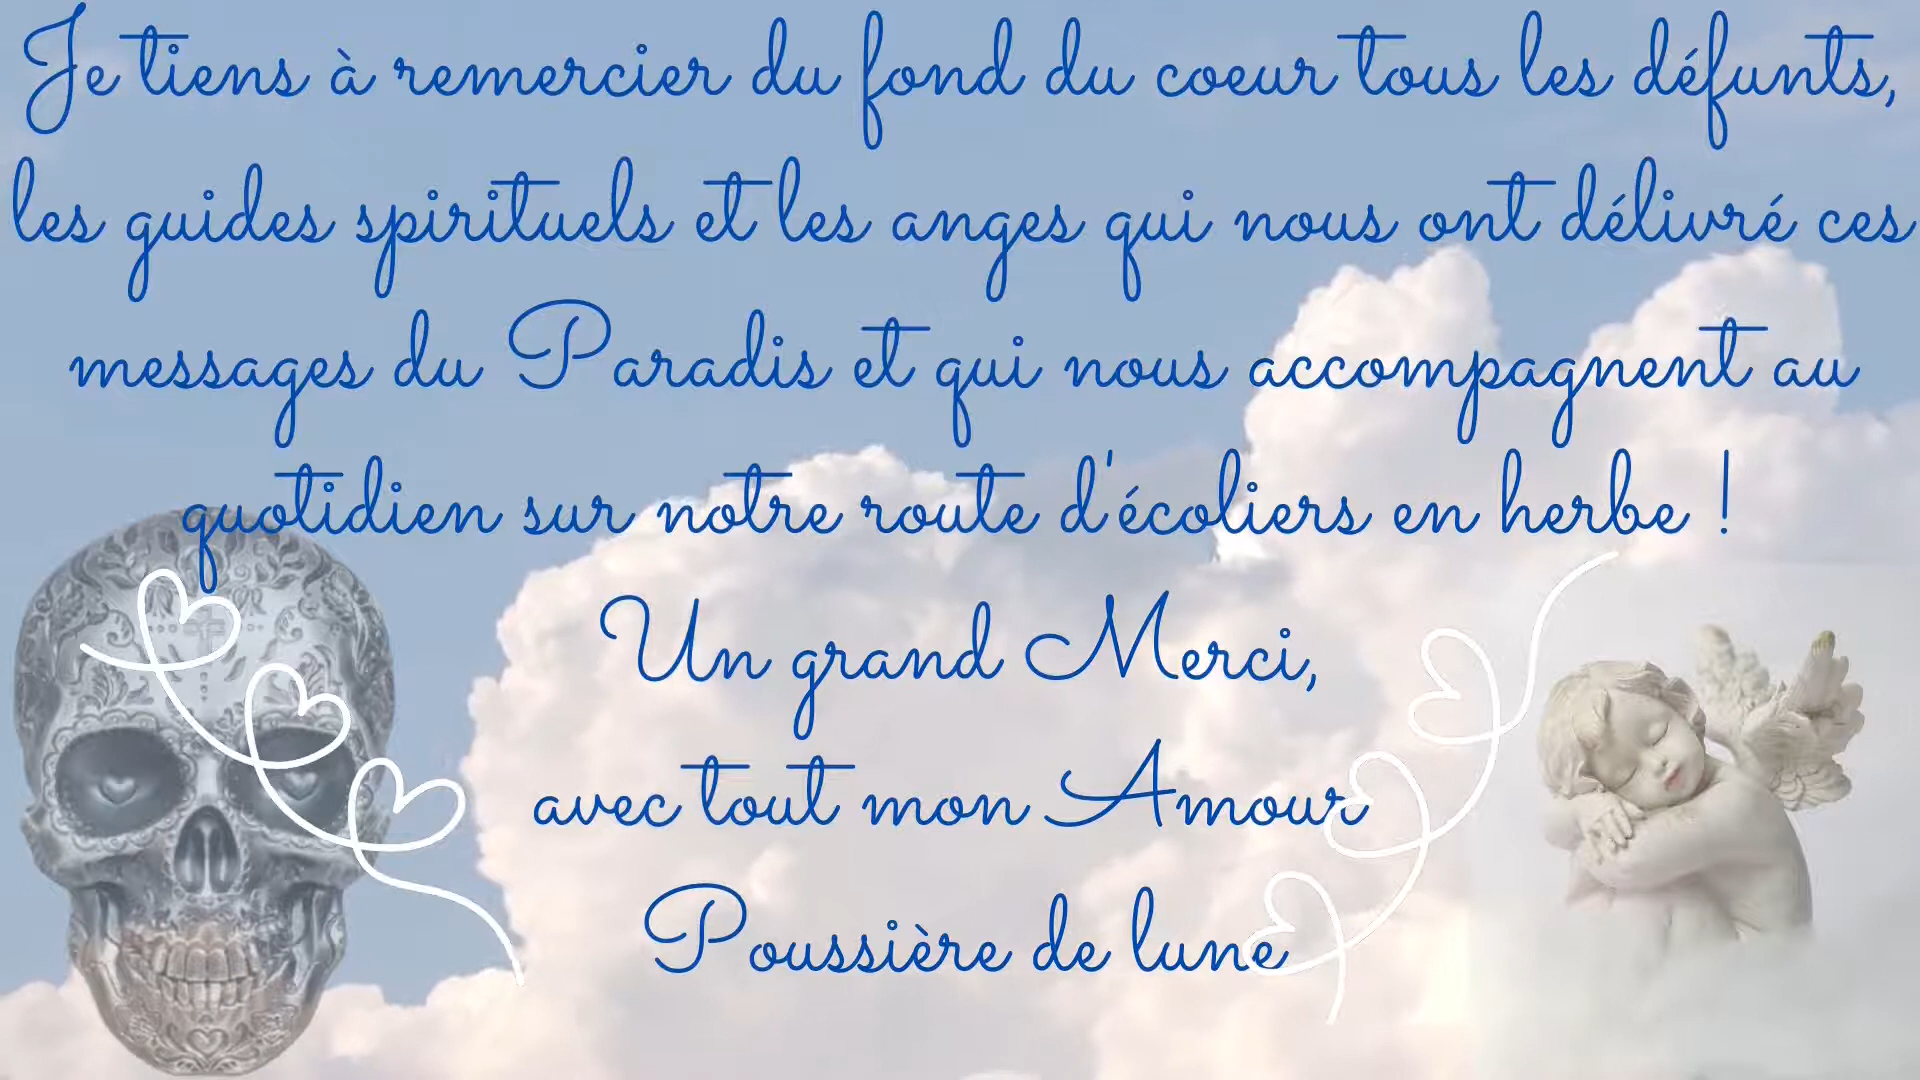 Je tiens à remercier du fond du coeur tous les défunts,
les guides spirituels et les anges qui nous ont délivré ces
messages du Paradis et qui nous accompagnent au
quotidien sur notre route d'écoliers en herbe !
Un grand Merci,
avec tout mon Amour
Poussière de lune